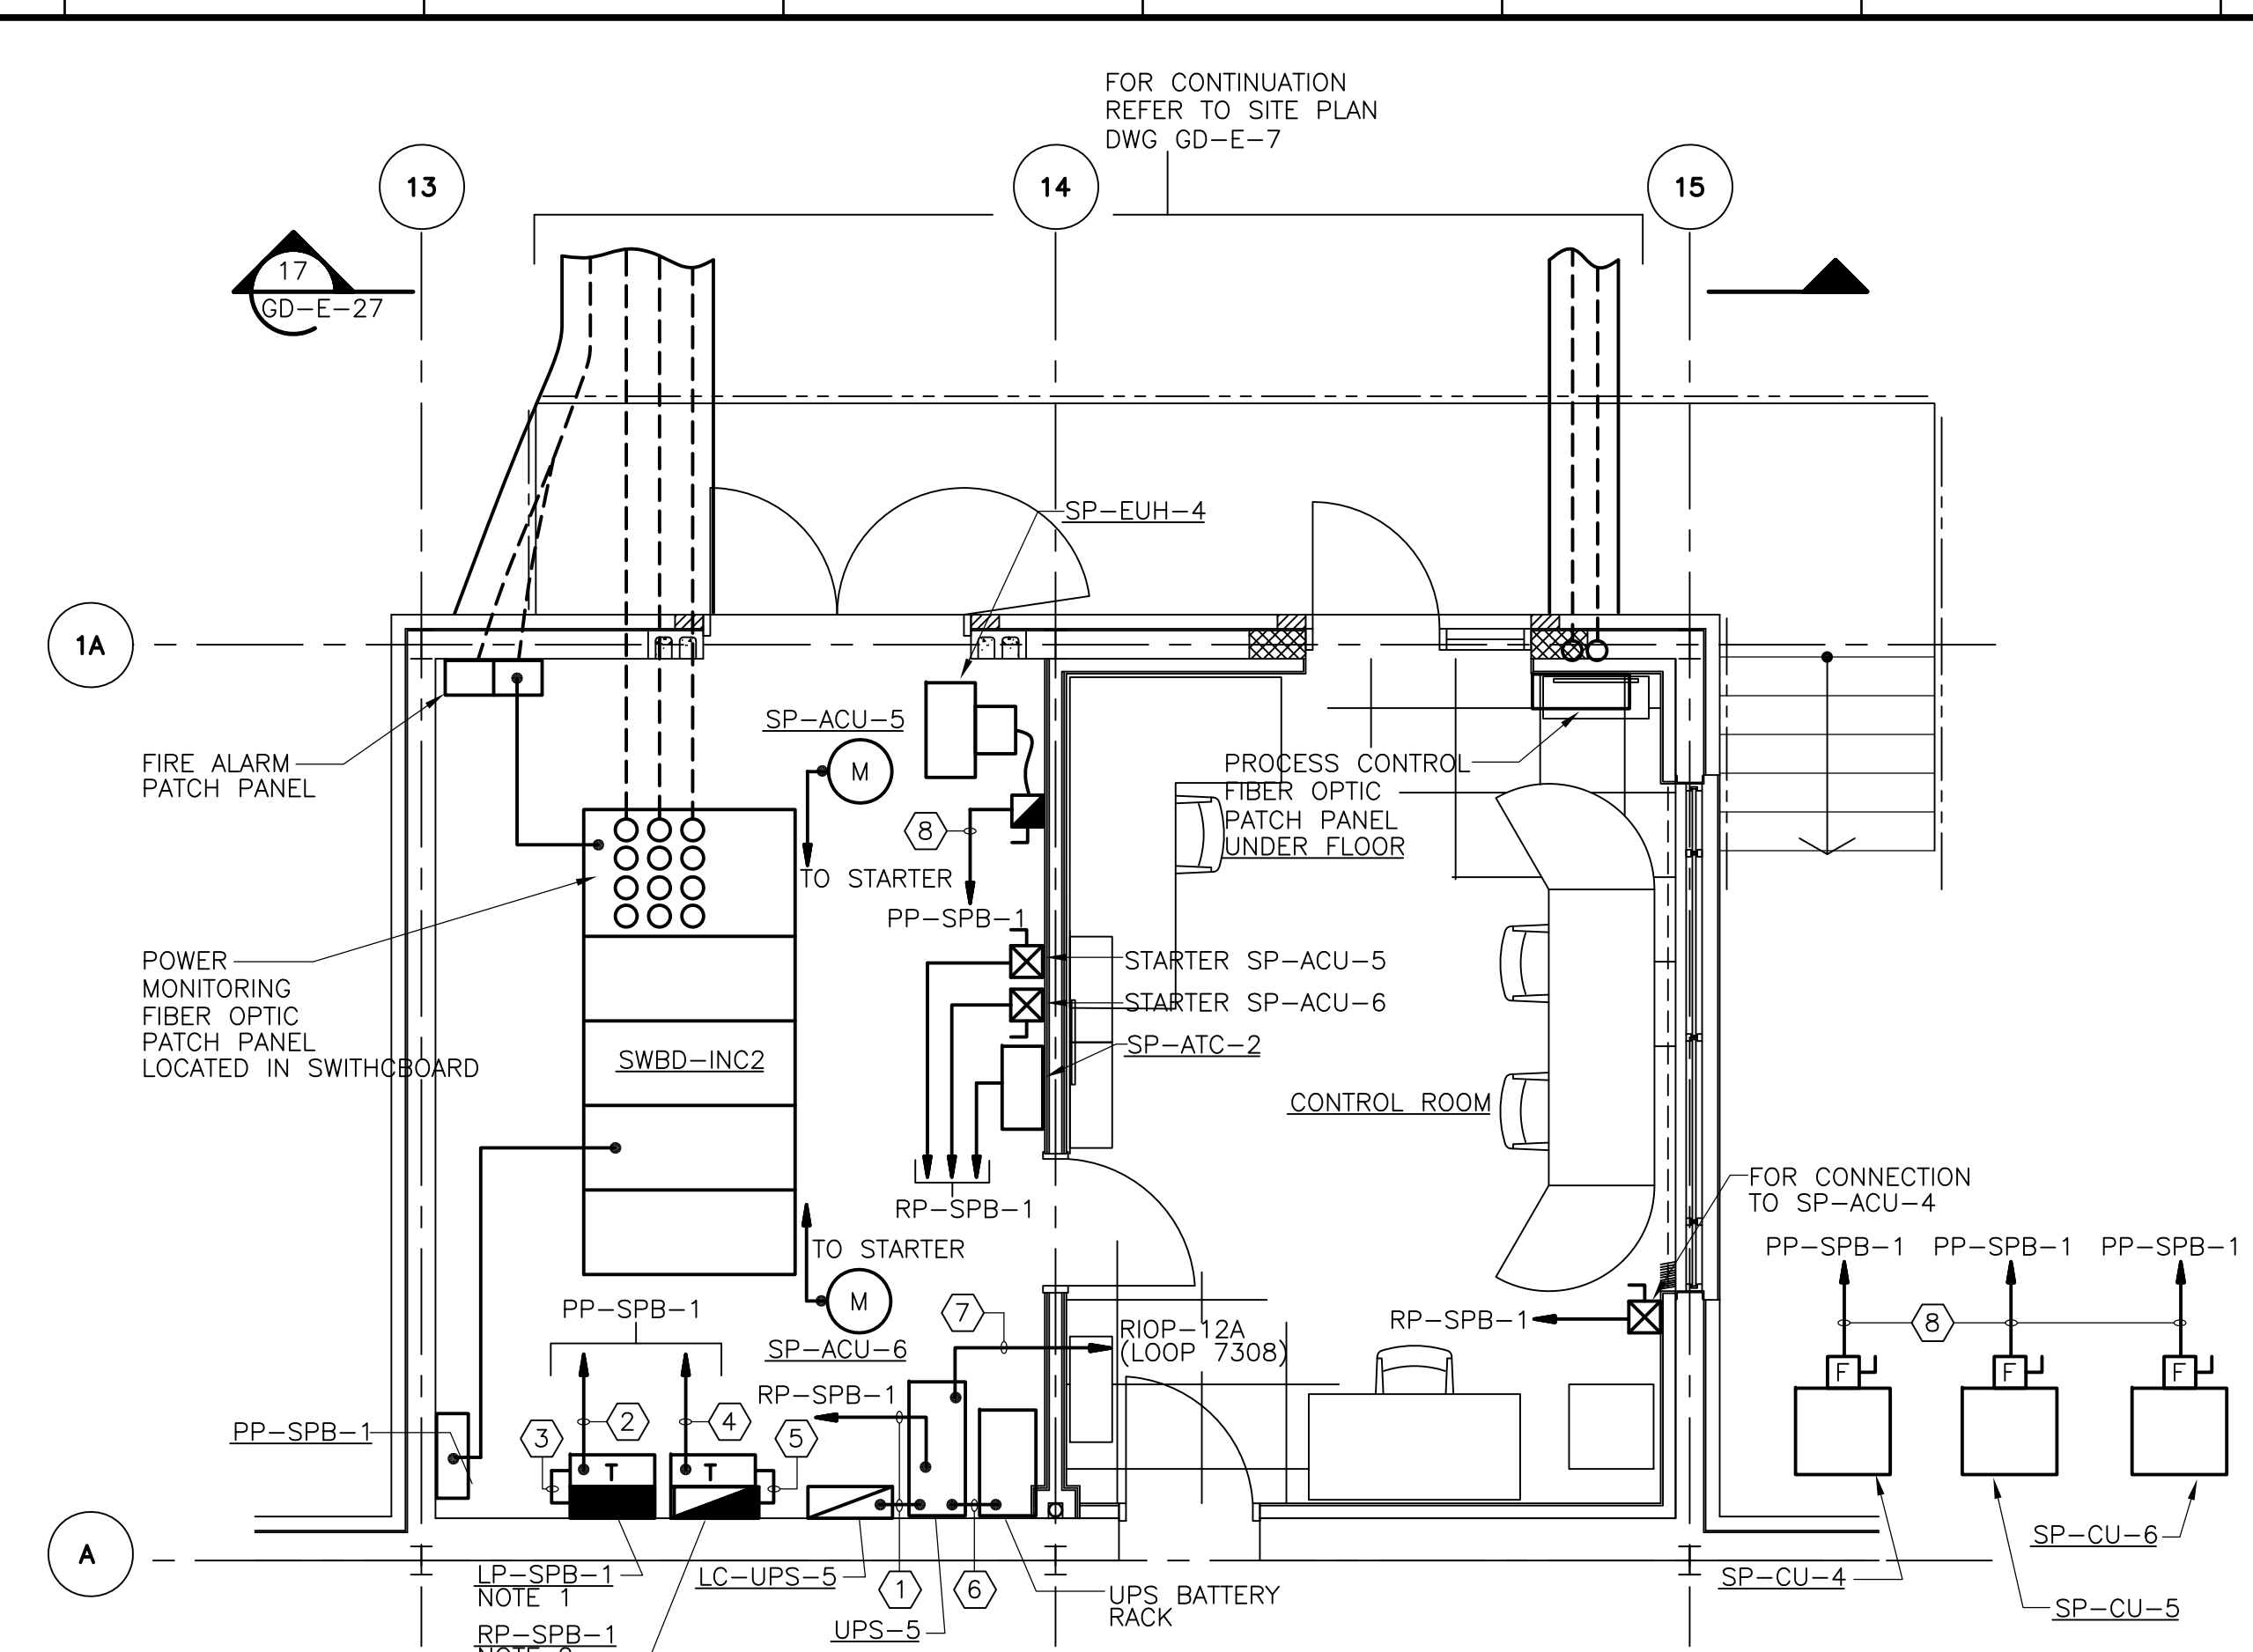 FOR CONTINUATION
REFER TO SITE PLAN
DWG GD-E-7
13
14
15
17
GD-E-27
SP-EUH-4
1A
SP-ACU-5
M
FIRE ALARM
PATCH PANEL
PROCESS CONTROL
FIBER OPTIC
PATCH PANEL
UNDER FLOOR
8
TO STARTER
PP-SPB-1
POWER
MONITORING
FIBER OPTIC
PATCH PANEL
LOCATED IN SWITHCBOARD
STARTER SP-ACU-5
STARTER SP-ACU-6
SP-ATC-2
SWBD-INC2
CONTROL ROOM
FOR CONNECTION
TO SP-ACU-4
RP-SPB-1
TO STARTER
PP-SPB-1
PP-SPB-1
PP-SPB-1
M
SP-ACU-6
PP-SPB-1
7
RIOP-12A
(LOOP 7308)
RP-SPB-1
8
F
F
F
RP-SPB-1
PP-SPB-1
3
2
4
5
T
T
LP-SPB-1
NOTE 1
LC-UPS-5
1
6
UPS BATTERY
RACK
A
SP-CU-6
SP-CU-4
SP-CU-5
RP-SPB-1
UPS-5